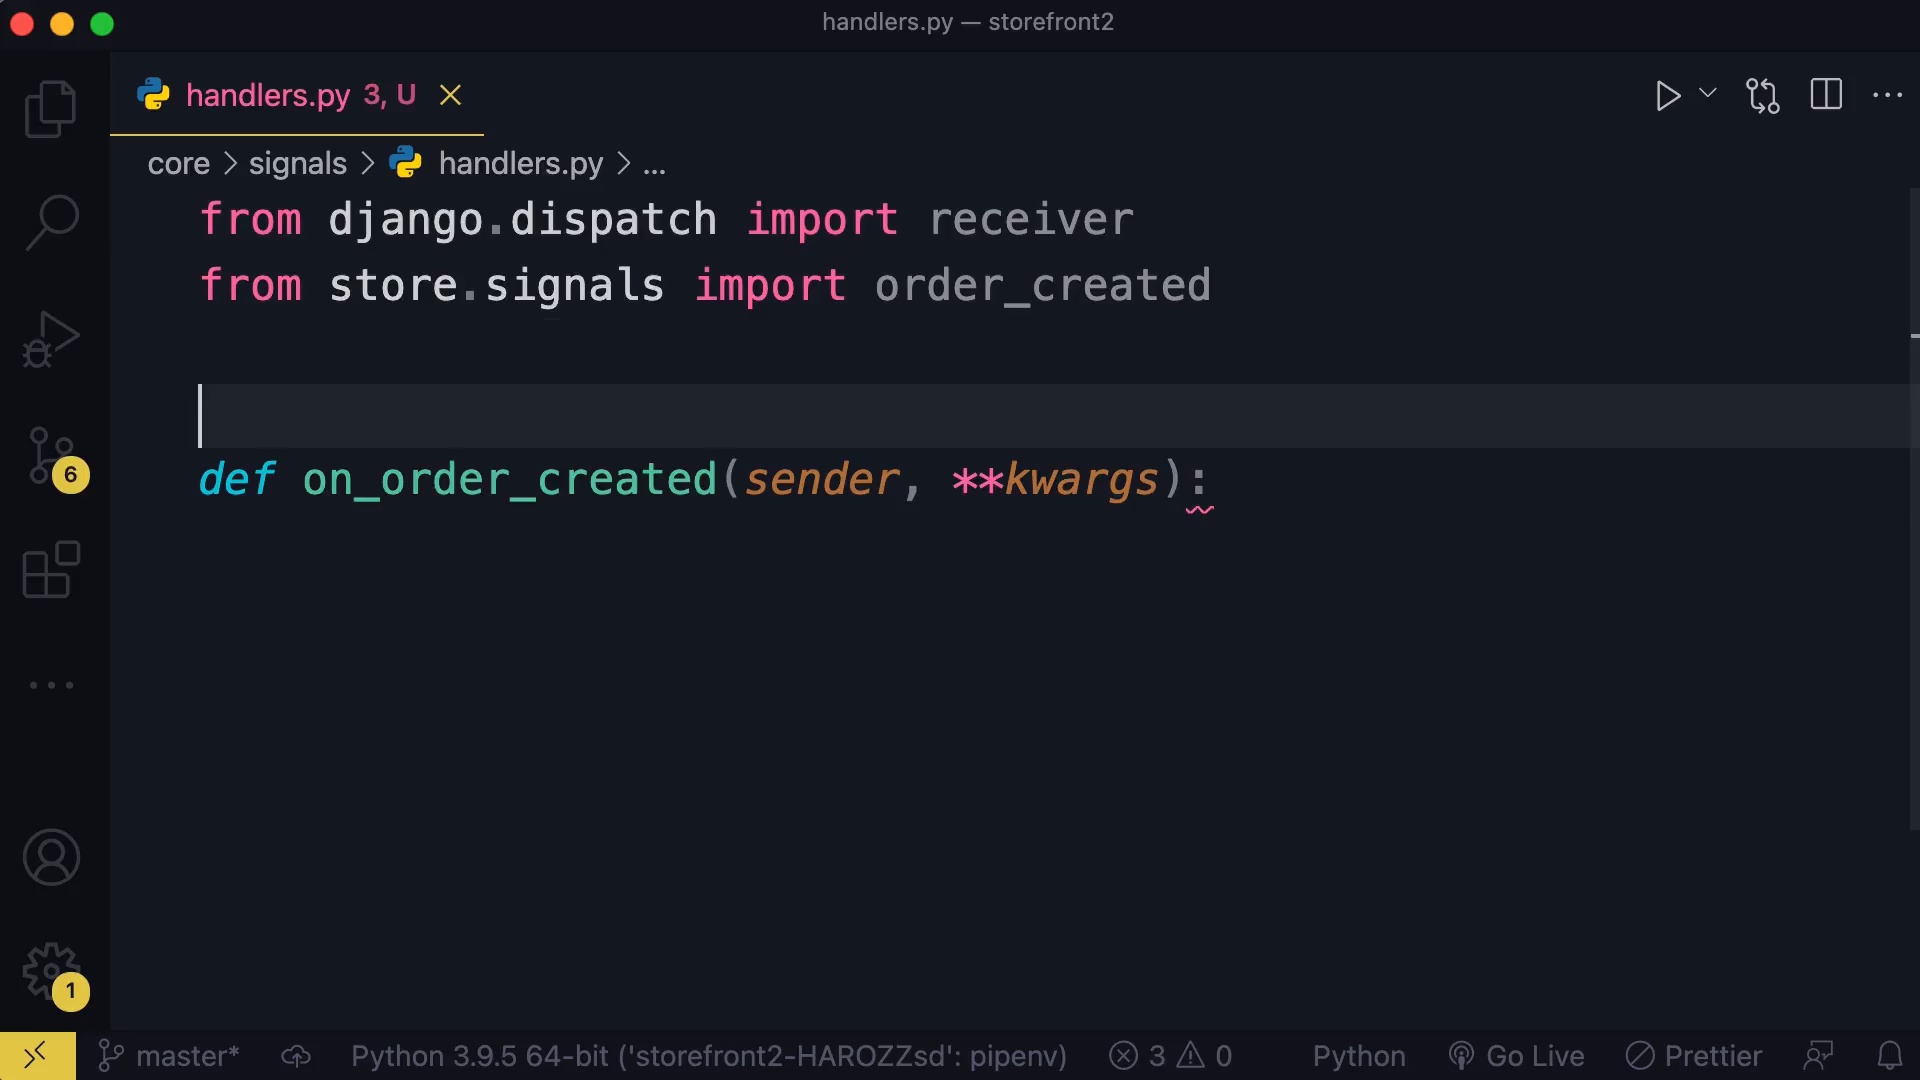 handlers.py — storefront2
handlers.py 3, U
core > signals > handlers.py > ...
from django.dispatch import receiver
from store.signals import order_created
def on_order_created(sender, **kwargs):
6
1
master* Python 3.9.5 64-bit ('storefront2-HAROZZsd': pipenv) 3 0 Python Go Live Prettier